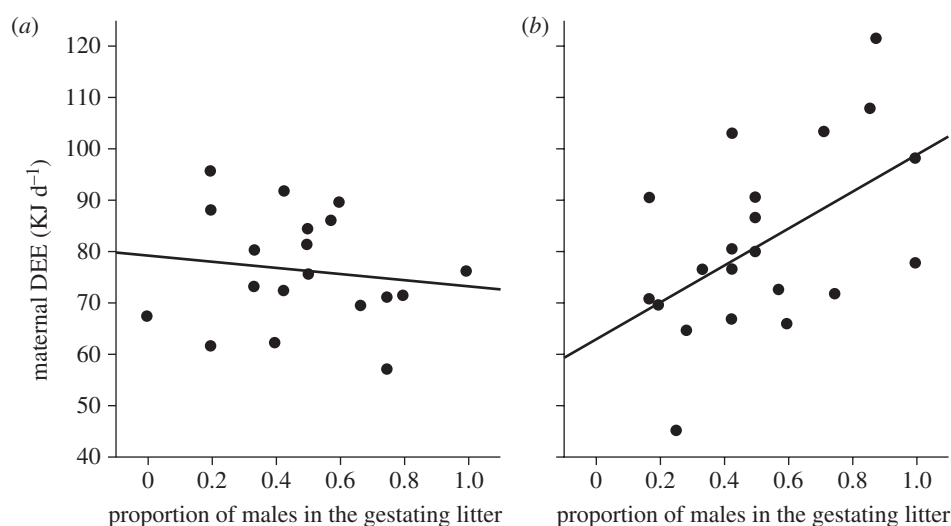 (a)
(b)
120
100
90
80
70
60
50
40
maternal DEE (KJ d⁻¹)
0 0.2 0.4 0.6 0.8 1.0
0 0.2 0.4 0.6 0.8 1.0
proportion of males in the gestating litter
proportion of males in the gestating litter